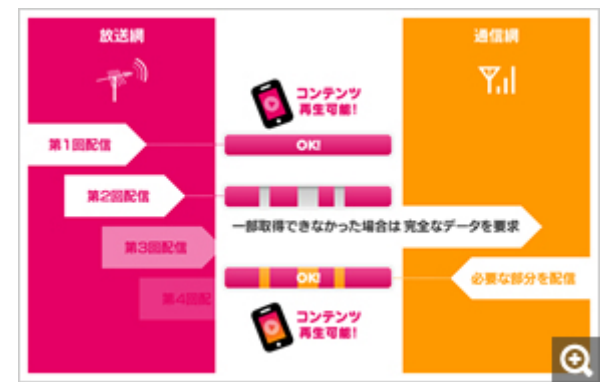 放送網
通信網
コンテンツ
再生可能!
第1回配信
OK!
第2回配信
一部取得できなかった場合は 完全なデータを要求
第3回配信
OK!
必要な部分を配信
第4回配
コンテンツ
再生可能!